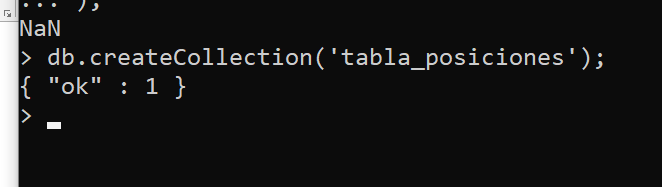 ... );
NaN
> db.createCollection('tabla_posiciones');
{ "ok" : 1 }
>